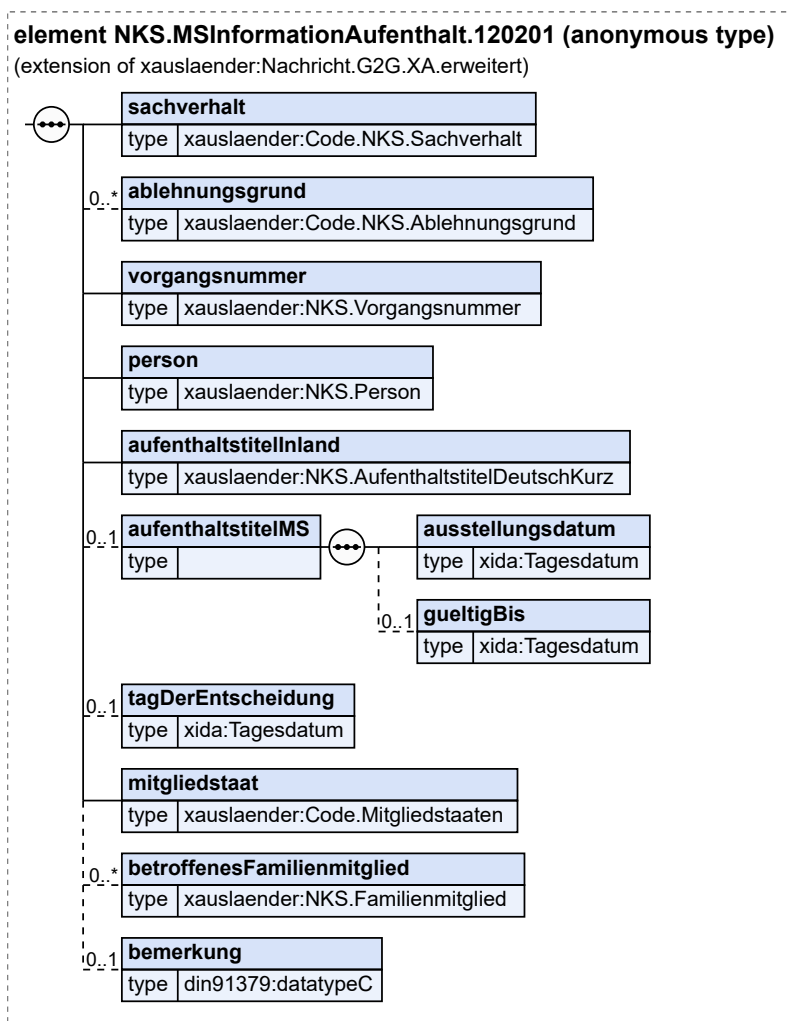 element NKS.MSInformationAufenthalt.120201 (anonymous type)
(extension of xauslaender:Nachricht.G2G.XA.erweitert)
sachverhalt
type xauslaender:Code.NKS.Sachverhalt
0..* ablehnungsgrund
type xauslaender:Code.NKS.Ablehnungsgrund
vorgangsnummer
type xauslaender:NKS.Vorgangsnummer
person
type xauslaender:NKS.Person
aufenthaltstitelInland
type xauslaender:NKS.AufenthaltstitelDeutschKurz
0..1 aufenthaltstitelMS
type
ausstellungsdatum
type xida:Tagesdatum
0..1 gueltigBis
type xida:Tagesdatum
0..1 tagDerEntscheidung
type xida:Tagesdatum
mitgliedstaat
type xauslaender:Code.Mitgliedstaaten
0..* betroffenesFamilienmitglied
type xauslaender:NKS.Familienmitglied
0..1 bemerkung
type din91379:datatypeC